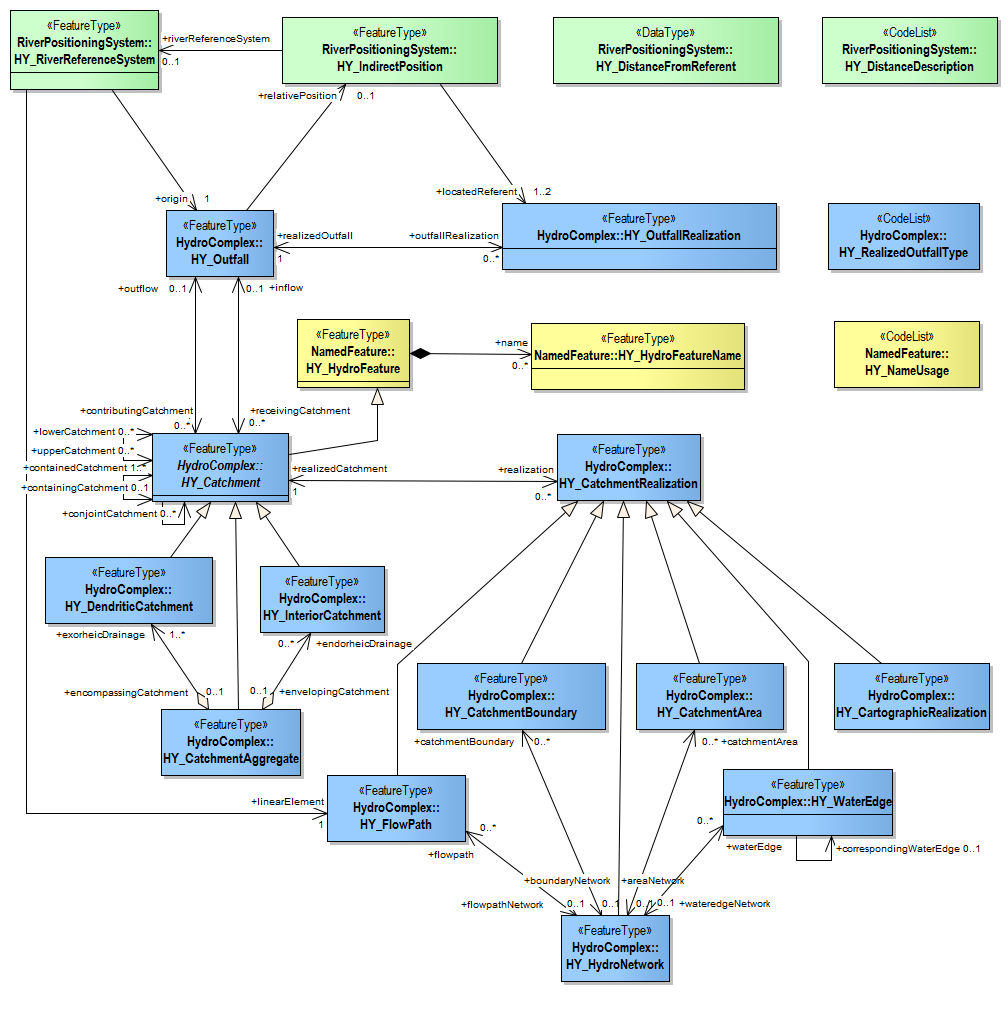 «FeatureType»
RiverPositioningSystem::
HY_RiverReferenceSystem
+riverReferenceSystem
0..1
«FeatureType»
RiverPositioningSystem::
HY_IndirectPosition
«DataType»
RiverPositioningSystem::
HY_DistanceFromReferent
«CodeList»
RiverPositioningSystem::
HY_DistanceDescription
+relativePosition
0..1
+origin
1
+locatedReferent
1..2
«FeatureType»
HydroComplex::
HY_Outfall
+realizedOutfall
1
+outfallRealization
0..*
«FeatureType»
HydroComplex::HY_OutfallRealization
«CodeList»
HydroComplex::
HY_RealizedOutfallType
+outflow
0..1
0..1
+inflow
«FeatureType»
NamedFeature::
HY_HydroFeature
+name
0..*
«FeatureType»
NamedFeature::HY_HydroFeatureName
«CodeList»
NamedFeature::
HY_NameUsage
+contributingCatchment
0..*
+receivingCatchment
0..*
+lowerCatchment 0..*
+upperCatchment 0..*
+containedCatchment 1..*
+containingCatchment 0..1
+conjointCatchment 0..*
«FeatureType»
HydroComplex::
HY_Catchment
+realizedCatchment
1
+realization
0..*
«FeatureType»
HydroComplex::
HY_CatchmentRealization
«FeatureType»
HydroComplex::
HY_DendriticCatchment
«FeatureType»
HydroComplex::
HY_InteriorCatchment
+exorheicDrainage
1..*
0..*
+endorheicDrainage
+encompassingCatchment
0..1
0..1
+envelopingCatchment
«FeatureType»
HydroComplex::
HY_CatchmentAggregate
«FeatureType»
HydroComplex::
HY_CatchmentBoundary
«FeatureType»
HydroComplex::
HY_CatchmentArea
«FeatureType»
HydroComplex::
HY_CartographicRealization
+catchmentBoundary
0..*
0..*
+catchmentArea
+linearElement
1
«FeatureType»
HydroComplex::
HY_FlowPath
«FeatureType»
HydroComplex::HY_WaterEdge
0..*
+flowpath
0..*
+waterEdge
+correspondingWaterEdge 0..1
+boundaryNetwork
+areaNetwork
+flowpathNetwork
0..1
0..1
0..1
0..1
+wateredgeNetwork
«FeatureType»
HydroComplex::
HY_HydroNetwork